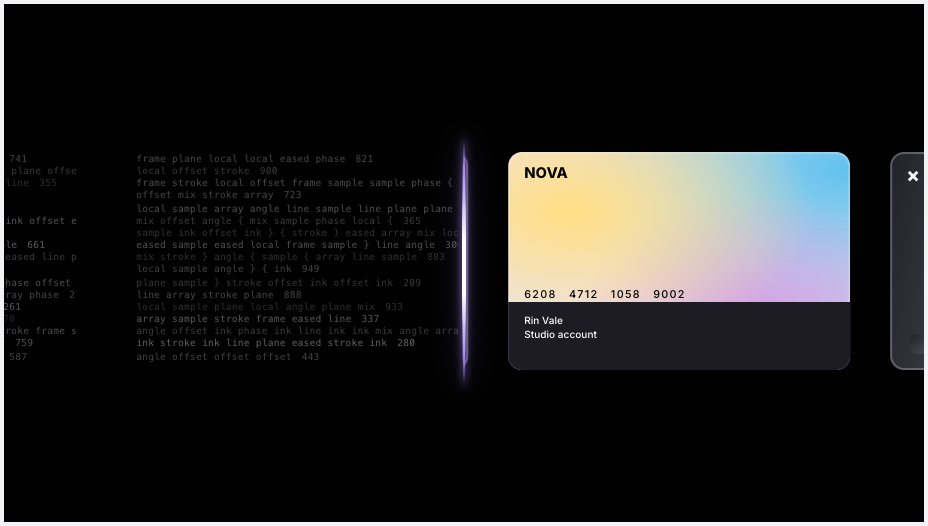 741
plane offse
line 355
ink offset e
le 661
eased line p
hase offset
ray phase 2
261
70
roke frame s
759
587
frame plane local local eased phase 821
local offset stroke 900
frame stroke local offset frame sample sample phase {
offset mix stroke array 723
local sample array angle line sample line plane plane
mix offset angle { mix sample phase local { 365
sample ink offset ink } { stroke } eased array mix loc
eased sample eased local frame sample } line angle 30
mix stroke } angle { sample { array line sample 883
local sample angle } { ink 949
plane sample } stroke offset ink offset ink 209
line array stroke plane 888
local sample plane local angle plane mix 933
array sample stroke frame eased line 337
angle offset ink phase ink line ink ink mix angle arra
ink stroke ink line plane eased stroke ink 280
angle offset offset offset 443
NOVA
6208 4712 1058 9002
Rin Vale
Studio account